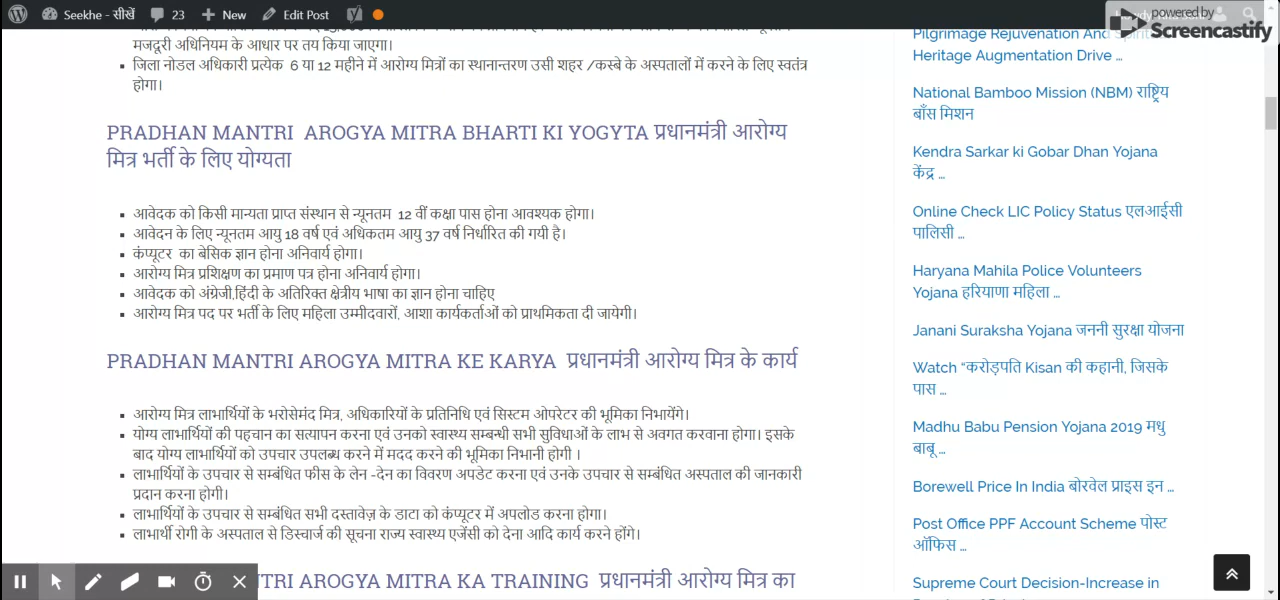 Seekhe - सीखें 23 New Edit Post
powered by
Screencastify
मजदूरी अधिनियम के आधार पर तय किया जाएगा।
जिला नोडल अधिकारी प्रत्येक 6 या 12 महीने में आरोग्य मित्रों का स्थानान्तरण उसी शहर /कस्बे के अस्पतालों में करने के लिए स्वतंत्र
होगा।
PRADHAN MANTRI AROGYA MITRA BHARTI KI YOGYTA प्रधानमंत्री आरोग्य
मित्र भर्ती के लिए योग्यता
आवेदक को किसी मान्यता प्राप्त संस्थान से न्यूनतम 12 वीं कक्षा पास होना आवश्यक होगा।
आवेदन के लिए न्यूनतम आयु 18 वर्ष एवं अधिकतम आयु 37 वर्ष निर्धारित की गयी है।
कंप्यूटर का बेसिक ज्ञान होना अनिवार्य होगा।
आरोग्य मित्र प्रशिक्षण का प्रमाण पत्र होना अनिवार्य होगा।
आवेदक को अंग्रेजी,हिंदी के अतिरिक्त क्षेत्रीय भाषा का ज्ञान होना चाहिए
आरोग्य मित्र पद पर भर्ती के लिए महिला उम्मीदवारों, आशा कार्यकर्ताओं को प्राथमिकता दी जायेगी।
PRADHAN MANTRI AROGYA MITRA KE KARYA प्रधानमंत्री आरोग्य मित्र के कार्य
आरोग्य मित्र लाभार्थियों के भरोसेमंद मित्र, अधिकारियों के प्रतिनिधि एवं सिस्टम ओपरेटर की भूमिका निभायेंगे।
योग्य लाभार्थियों की पहचान का सत्यापन करना एवं उनको स्वास्थ्य सम्बन्धी सभी सुविधाओं के लाभ से अवगत करवाना होगा। इसके
बाद योग्य लाभार्थियों को उपचार उपलब्ध करने में मदद करने की भूमिका निभानी होगी ।
लाभार्थियों के उपचार से सम्बंधित फीस के लेन -देन का विवरण अपडेट करना एवं उनके उपचार से सम्बंधित अस्पताल की जानकारी
प्रदान करना होगी।
लाभार्थियों के उपचार से सम्बंधित सभी दस्तावेज़ के डाटा को कंप्यूटर में अपलोड करना होगा।
लाभार्थी रोगी के अस्पताल से डिस्चार्ज की सूचना राज्य स्वास्थ्य एजेंसी को देना आदि कार्य करने होंगे।
NTRI AROGYA MITRA KA TRAINING प्रधानमंत्री आरोग्य मित्र का
Pilgrimage Rejuvenation And Spirit
Heritage Augmentation Drive ...
National Bamboo Mission (NBM) राष्ट्रिय
बाँस मिशन
Kendra Sarkar ki Gobar Dhan Yojana
केंद्र ...
Online Check LIC Policy Status एलआईसी
पालिसी ...
Haryana Mahila Police Volunteers
Yojana हरियाणा महिला ...
Janani Suraksha Yojana जननी सुरक्षा योजना
Watch “करोड़पति Kisan की कहानी, जिसके
पास ...
Madhu Babu Pension Yojana 2019 मधु
बाबू ...
Borewell Price In India बोरवेल प्राइस इन ...
Post Office PPF Account Scheme पोस्ट
ऑफिस ...
Supreme Court Decision-Increase in